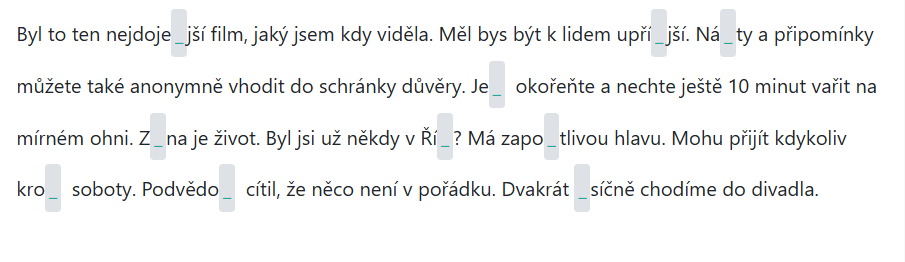 Byl to ten nejdoje_jší film, jaký jsem kdy viděla. Měl bys být k lidem upří_jší. Ná_ty a připomínky
můžete také anonymně vhodit do schránky důvěry. Je_ okořeňte a nechte ještě 10 minut vařit na
mírném ohni. Z_na je život. Byl jsi už někdy v Ří_? Má zapo_tlivou hlavu. Mohu přijít kdykoliv
kro_ soboty. Podvědo_ cítil, že něco není v pořádku. Dvakrát _síčně chodíme do divadla.